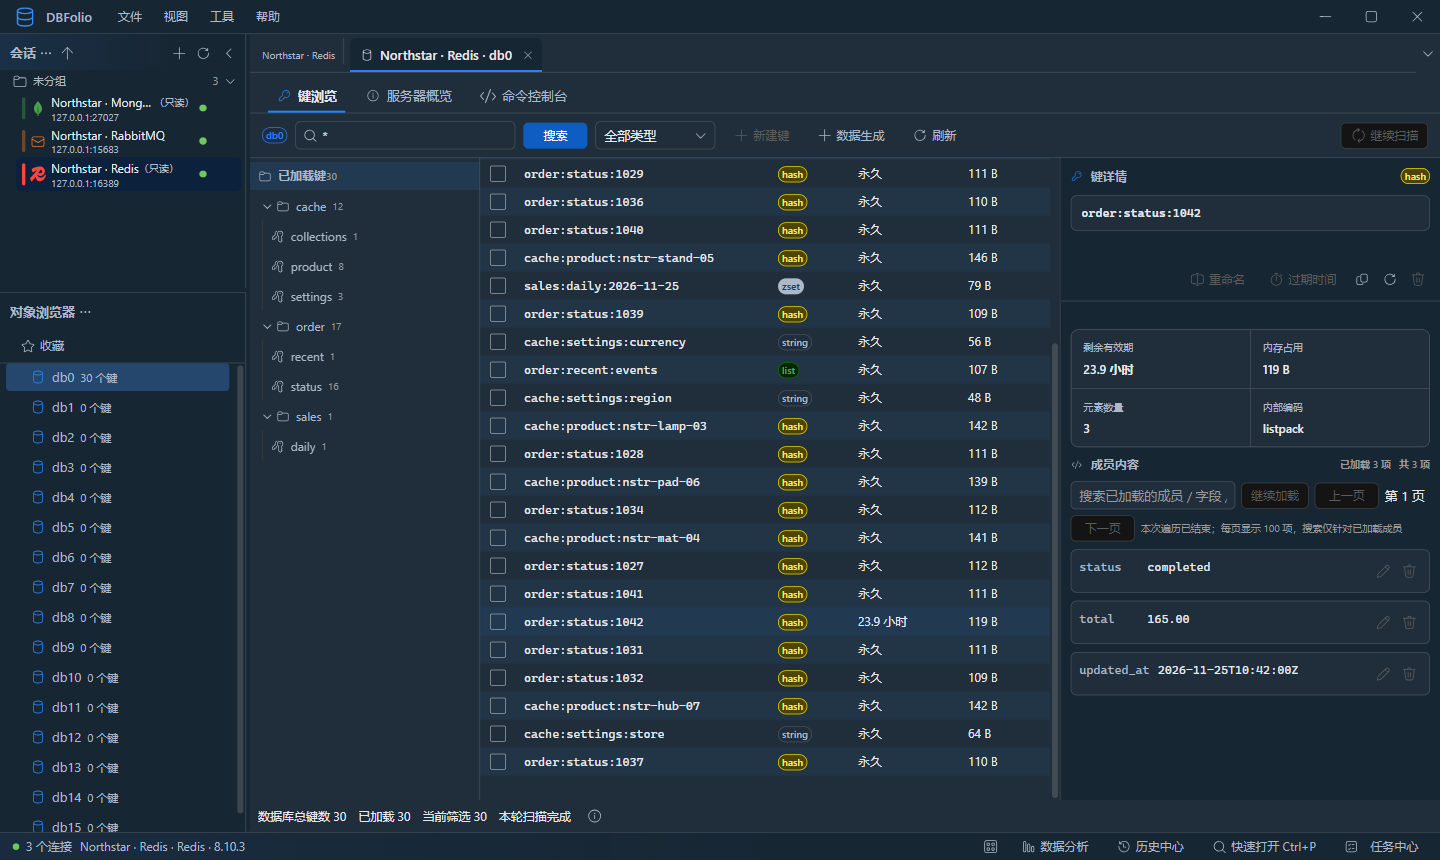 DBFolio 文件 视图 工具 帮助
会话 ···
未分组 3
Northstar · Mong... （只读）
127.0.0.1:27027
Northstar · RabbitMQ
127.0.0.1:15683
Northstar · Redis （只读）
127.0.0.1:16389
对象浏览器 ···
收藏
db0 30 个键
db1 0 个键
db2 0 个键
db3 0 个键
db4 0 个键
db5 0 个键
db6 0 个键
db7 0 个键
db8 0 个键
db9 0 个键
db10 0 个键
db11 0 个键
db12 0 个键
db13 0 个键
db14 0 个键
db15 0 个键
Northstar · Redis Northstar · Redis · db0
键浏览 服务器概览 命令控制台
db0 * 搜索 全部类型 新建键 数据生成 刷新 继续扫描
已加载键30
cache 12
collections 1
product 8
settings 3
order 17
recent 1
status 16
sales 1
daily 1
order:status:1029 hash 永久 111 B
order:status:1036 hash 永久 110 B
order:status:1040 hash 永久 111 B
cache:product:nstr-stand-05 hash 永久 146 B
sales:daily:2026-11-25 zset 永久 79 B
order:status:1039 hash 永久 109 B
cache:settings:currency string 永久 56 B
order:recent:events list 永久 107 B
cache:settings:region string 永久 48 B
cache:product:nstr-lamp-03 hash 永久 142 B
order:status:1028 hash 永久 111 B
cache:product:nstr-pad-06 hash 永久 139 B
order:status:1034 hash 永久 112 B
cache:product:nstr-mat-04 hash 永久 141 B
order:status:1027 hash 永久 112 B
order:status:1041 hash 永久 111 B
order:status:1042 hash 23.9 小时 119 B
order:status:1031 hash 永久 111 B
order:status:1032 hash 永久 109 B
cache:product:nstr-hub-07 hash 永久 142 B
cache:settings:store string 永久 64 B
order:status:1037 hash 永久 110 B
数据库总键数 30 已加载 30 当前筛选 30 本轮扫描完成
键详情 hash
order:status:1042
重命名 过期时间
剩余有效期 内存占用
23.9 小时 119 B
元素数量 内部编码
3 listpack
成员内容 已加载 3 项 共 3 项
搜索已加载的成员 / 字段 / 继续加载 上一页 第 1 页
下一页 本次遍历已结束；每页显示 100 项，搜索仅针对已加载成员
status completed
total 165.00
updated_at 2026-11-25T10:42:00Z
3 个连接 Northstar · Redis · Redis · 8.10.3 数据分析 历史中心 快速打开 Ctrl+P 任务中心